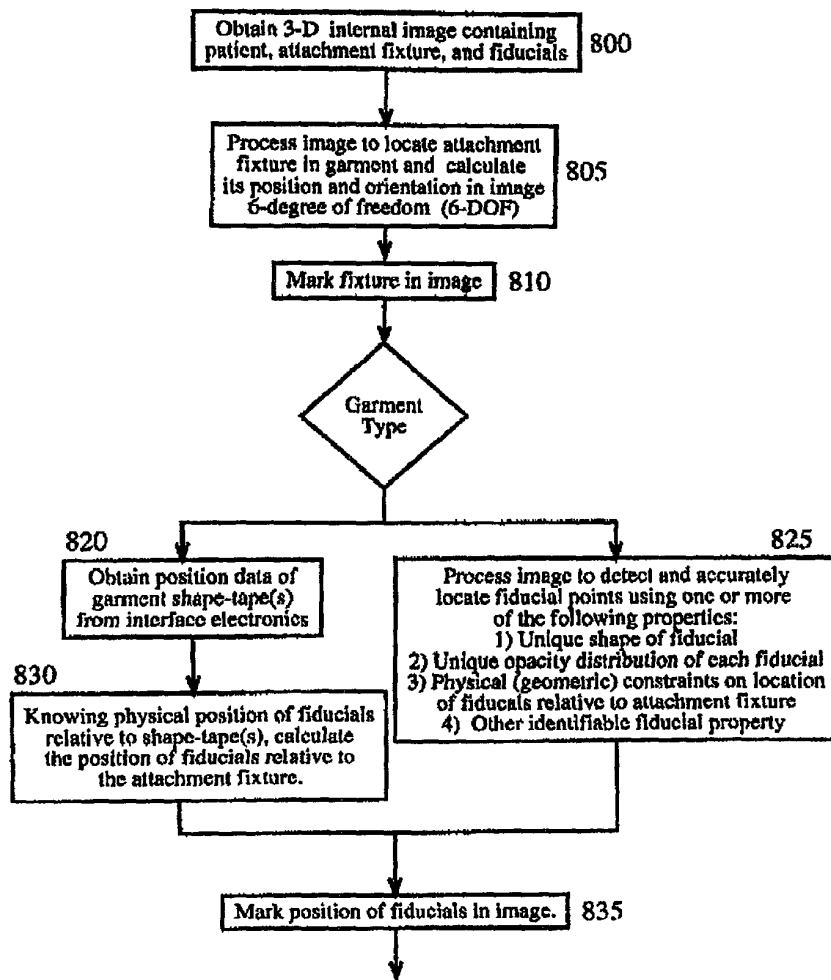 Obtain 3-D internal image containing
patient, attachment fixture, and fiducials
800
Process image to locate attachment
fixture in garment and calculate
its position and orientation in image
6-degree of freedom (6-DOF)
805
Mark fixture in image
810
Garment
Type
820
Obtain position data of
garment shape-tape(s)
from interface electronics
830
Knowing physical position of fiducials
relative to shape-tape(s), calculate
the position of fiducials relative to
the attachment fixture.
825
Process image to detect and accurately
locate fiducial points using one or more
of the following properties:
1) Unique shape of fiducial
2) Unique opacity distribution of each fiducial
3) Physical (geometric) constraints on location
of fiducals relative to attachment fixture
4) Other identifiable fiducial property
Mark position of fiducials in image.
835